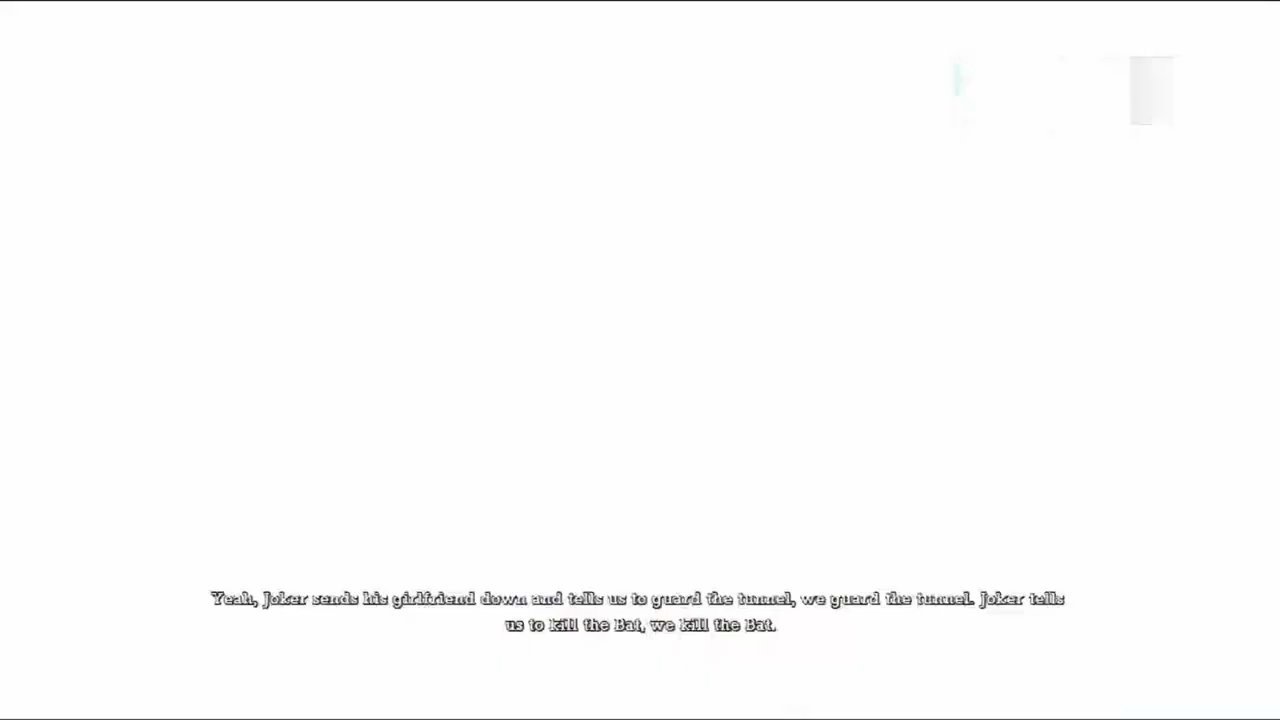 Yeah, Joker sends his girlfriend down and tells us to guard the tunnel, we guard the tunnel. Joker tells
us to kill the Bat, we kill the Bat.